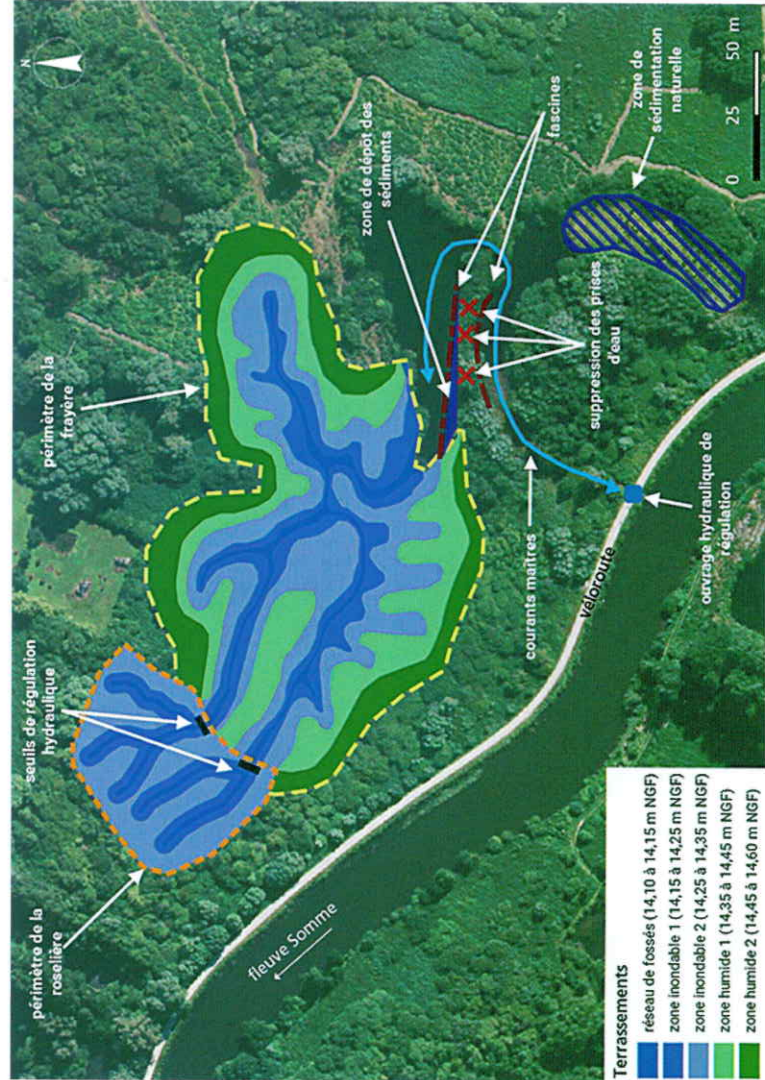 N
périmètre de la
frayère
zone de dépôt des
sédiments
fascines
zone de
sédimentation
naturelle
0 25 50 m
suppression des prises
d'eau
seuils de régulation
hydraulique
périmètre de la
roselière
courants maîtres
véloroute
ouvrage hydraulique de
régulation
fleuve Somme
Terrassements
réseau de fossés (14,10 à 14,15 m NGF)
zone inondable 1 (14,15 à 14,25 m NGF)
zone inondable 2 (14,25 à 14,35 m NGF)
zone humide 1 (14,35 à 14,45 m NGF)
zone humide 2 (14,45 à 14,60 m NGF)